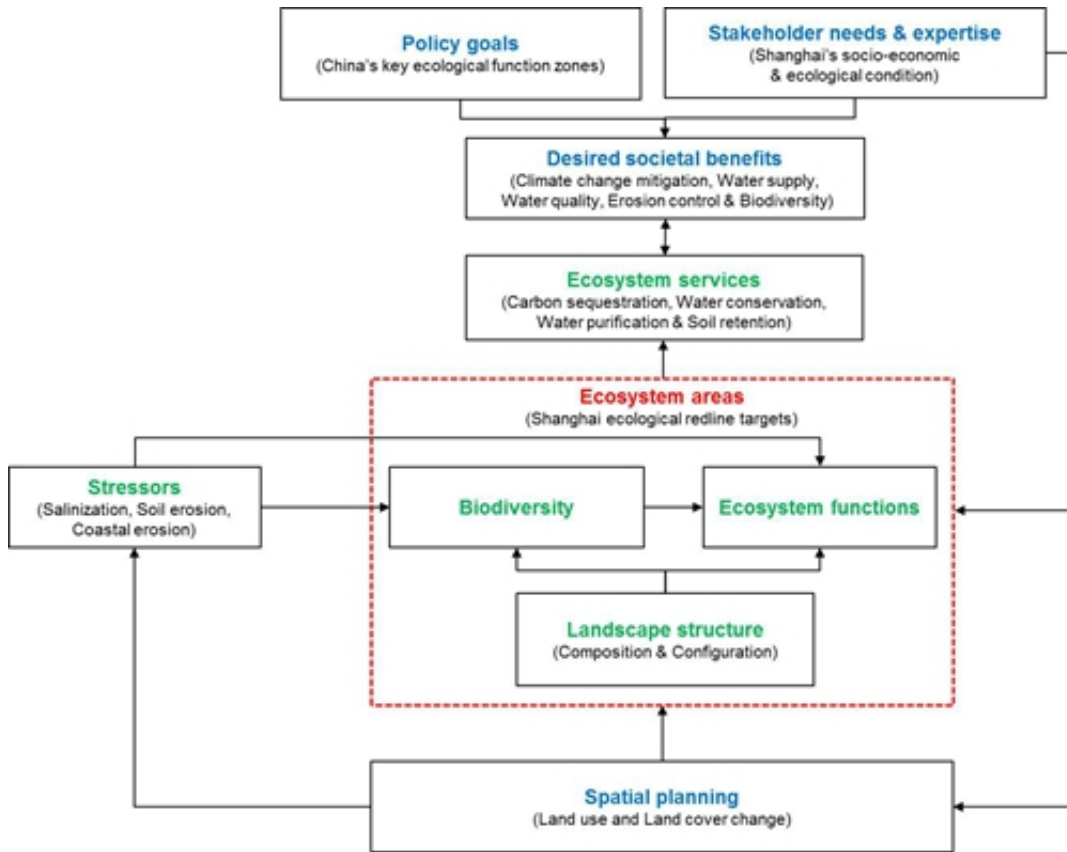 Policy goals
(China's key ecological function zones)
Stakeholder needs & expertise
(Shanghai's socio-economic
& ecological condition)
Desired societal benefits
(Climate change mitigation, Water supply,
Water quality, Erosion control & Biodiversity)
Ecosystem services
(Carbon sequestration, Water conservation,
Water purification & Soil retention)
Ecosystem areas
(Shanghai ecological redline targets)
Stressors
(Salinization, Soil erosion,
Coastal erosion)
Biodiversity
Ecosystem functions
Landscape structure
(Composition & Configuration)
Spatial planning
(Land use and Land cover change)